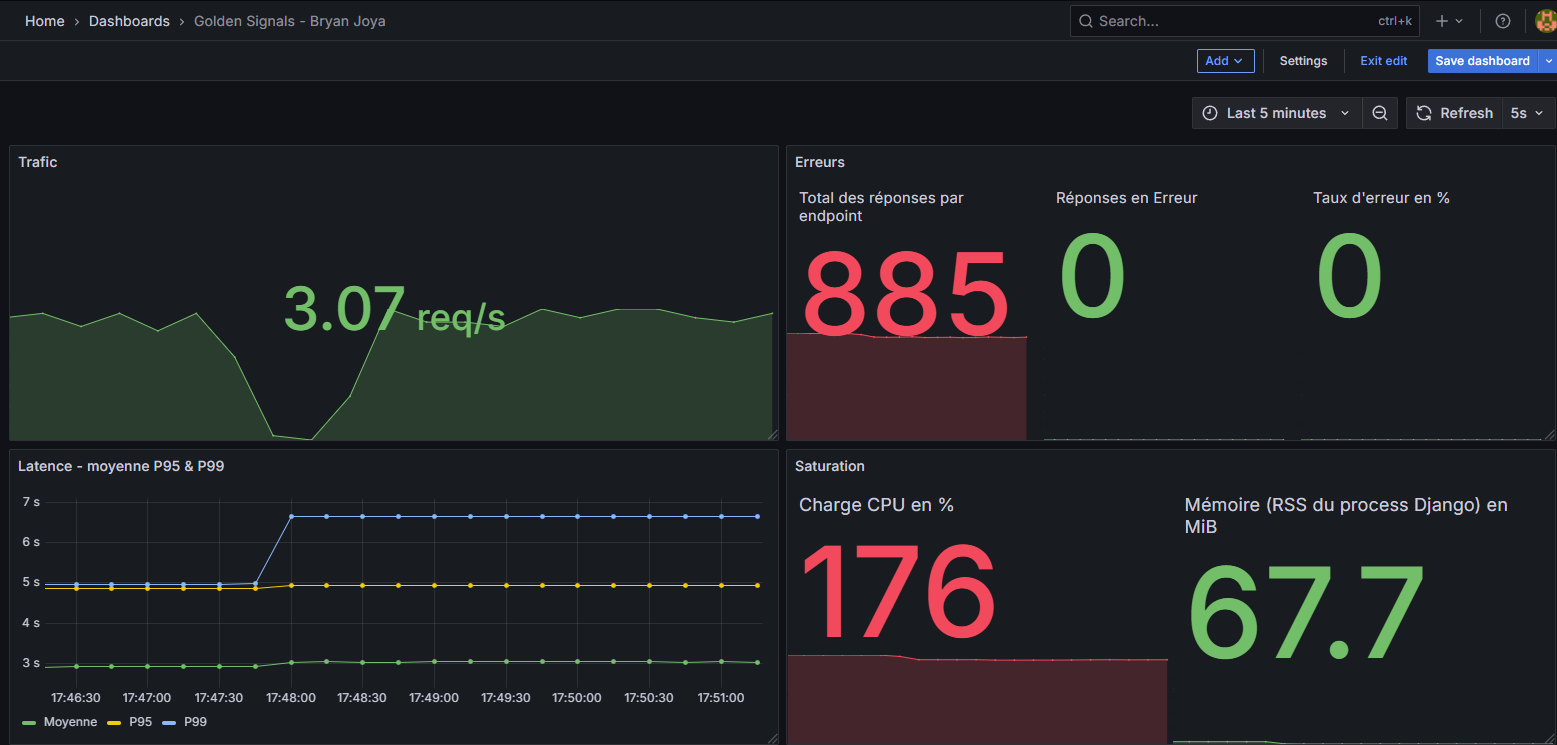 Home › Dashboards › Golden Signals - Bryan Joya
Search... ctrl+k
Add
Settings
Exit edit
Save dashboard
Last 5 minutes
Refresh
5s
Trafic
3.07 req/s
Erreurs
Total des réponses par
endpoint
885
Réponses en Erreur
0
Taux d'erreur en %
0
Latence - moyenne P95 & P99
7 s
6 s
5 s
4 s
3 s
17:46:30 17:47:00 17:47:30 17:48:00 17:48:30 17:49:00 17:49:30 17:50:00 17:50:30 17:51:00
Moyenne P95 P99
Saturation
Charge CPU en %
176
Mémoire (RSS du process Django) en
MiB
67.7